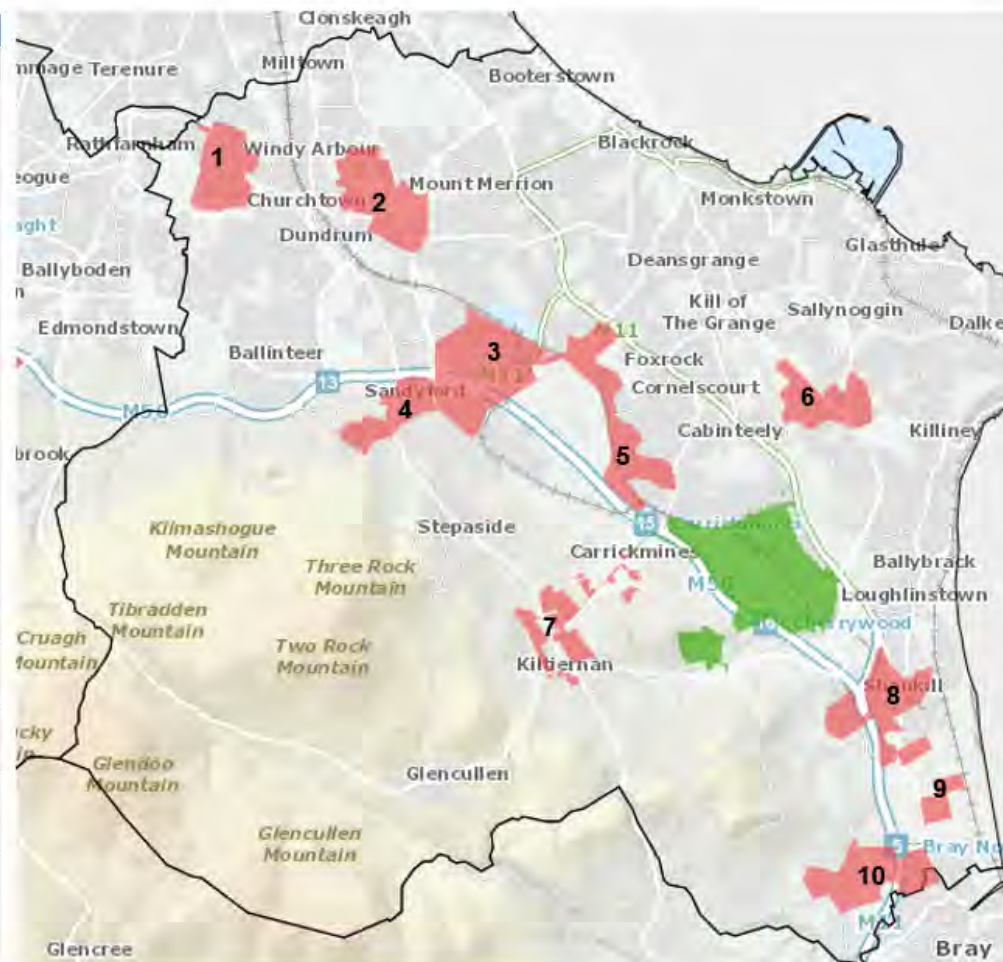 Clonskeagh
Terenure
Milltown
Booterstown
Rathfarnham
1
Windy Arbour
Blackrock
Churchtown
2
Mount Merrion
Monkstown
Dundrum
Glasthule
Ballyboden
Deansgrange
Edmondstown
Kill of
The Grange
Sallynoggin
Ballinteer
3
Foxrock
13
Sandyford
4
Cornelscourt
6
M50
Cabinteely
Killiney
5
Kilmashogue
Mountain
Stepaside
15
Carrickmines
Three Rock
Mountain
Ballybrack
M50
Loughlinstown
Tibradden
Mountain
7
Cruagh
Mountain
Two Rock
Mountain
Kiltiernan
Shankill
8
Glendoo
Mountain
Glencullen
9
Glencullen
Mountain
5
10
Glencree
Bray